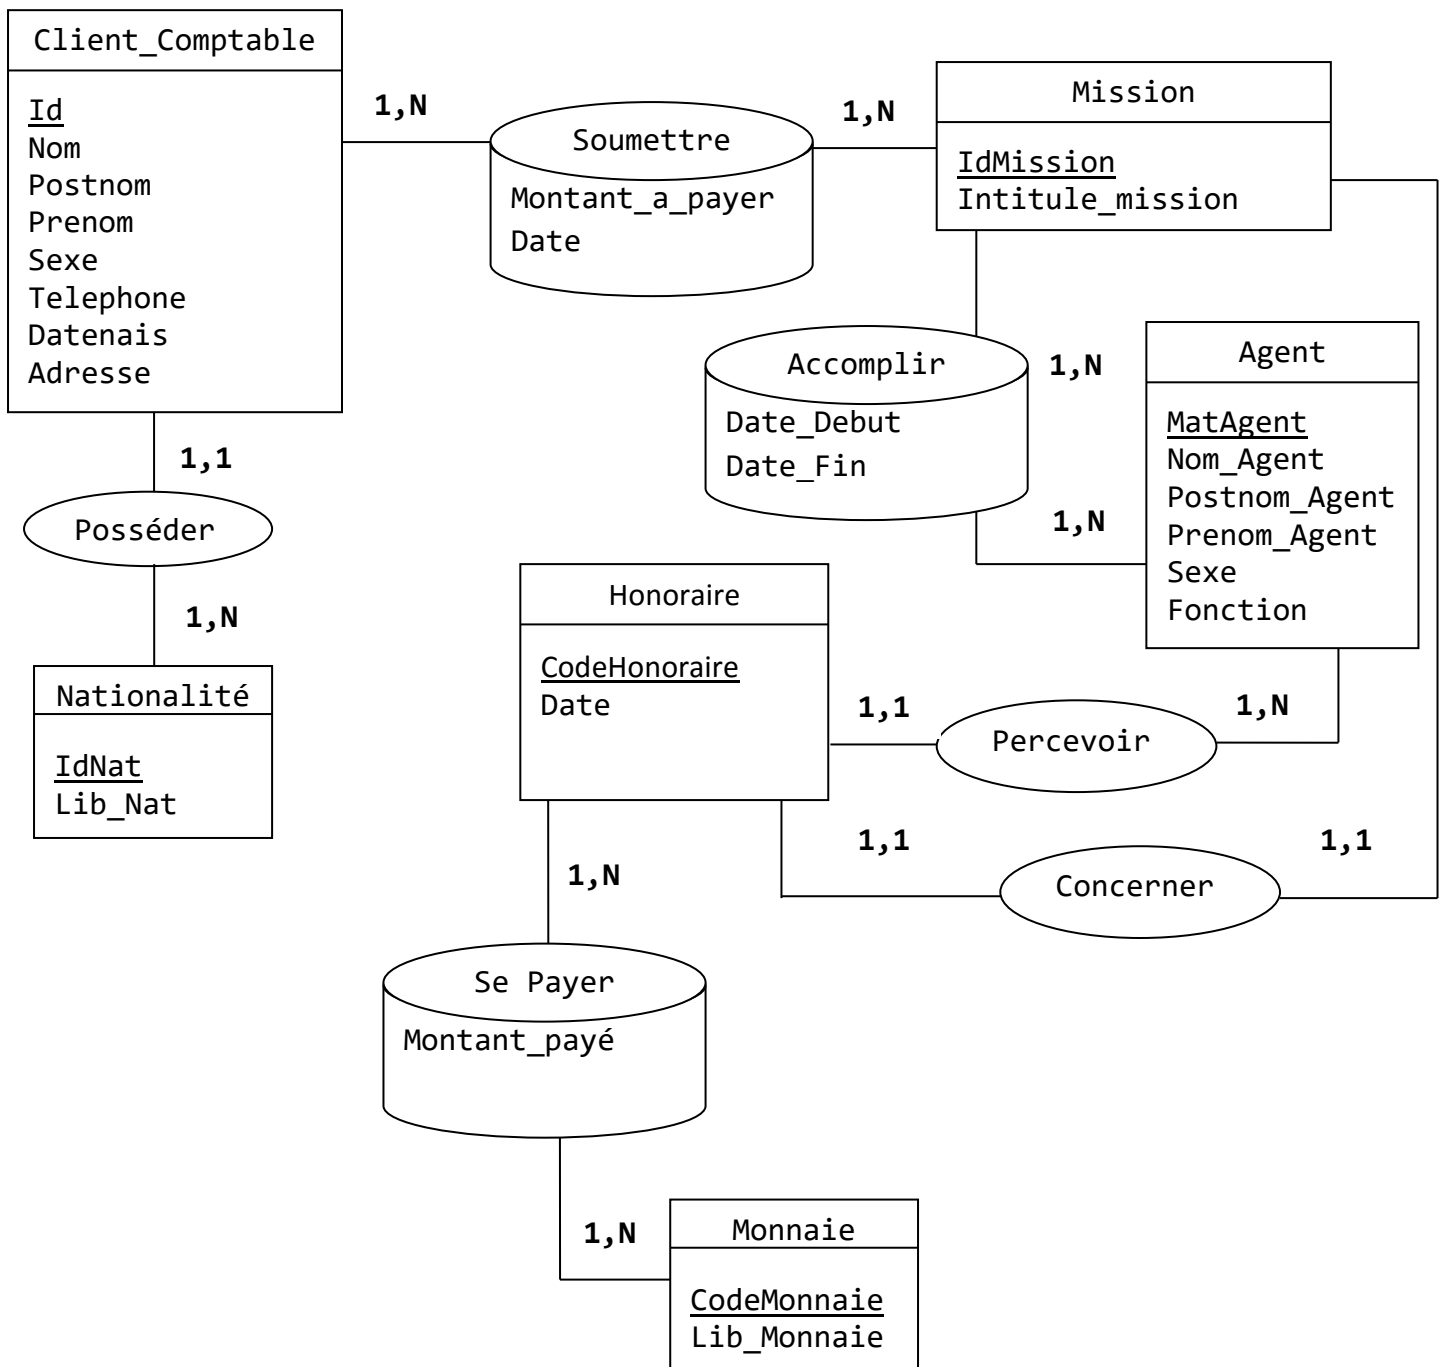 Client_Comptable
Id
Nom
Postnom
Prenom
Sexe
Telephone
Datenais
Adresse
1,N
Soumettre
Montant_a_payer
Date
1,N
Mission
IdMission
Intitule_mission
Accomplir
Date_Debut
Date_Fin
1,N
1,N
Agent
MatAgent
Nom_Agent
Postnom_Agent
Prenom_Agent
Sexe
Fonction
1,1
Posséder
1,N
Nationalité
IdNat
Lib_Nat
Honoraire
CodeHonoraire
Date
1,1
Percevoir
1,N
1,1
Concerner
1,1
1,N
Se Payer
Montant_payé
1,N
Monnaie
CodeMonnaie
Lib_Monnaie